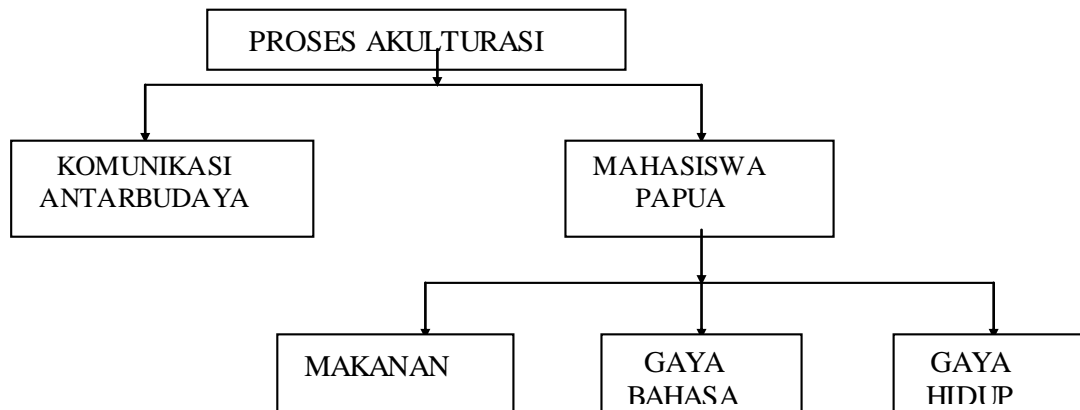 PROSES AKULTURASI
KOMUNIKASI
ANTARBUDAYA
MAHASISWA
PAPUA
MAKANAN
GAYA
BAHASA
GAYA
HIDUP